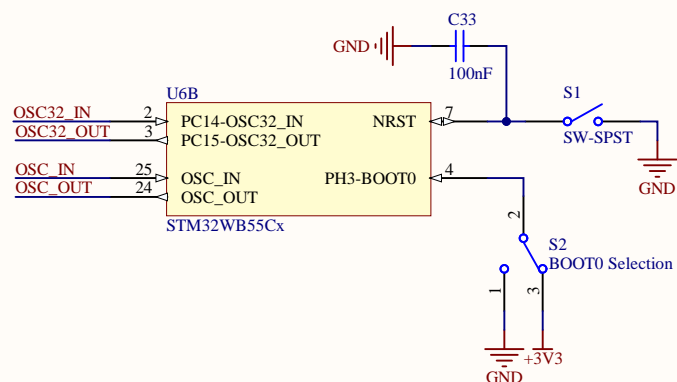 C33
GND
100nF
U6B
S1
OSC32_IN 2 PC14-OSC32_IN NRST 7
OSC32_OUT 3 PC15-OSC32_OUT
SW-SPST
OSC_IN 25 OSC_IN PH3-BOOT0 4
OSC_OUT 24 OSC_OUT
GND
STM32WB55Cx
2
S2
BOOT0 Selection
1 3
+3V3
GND